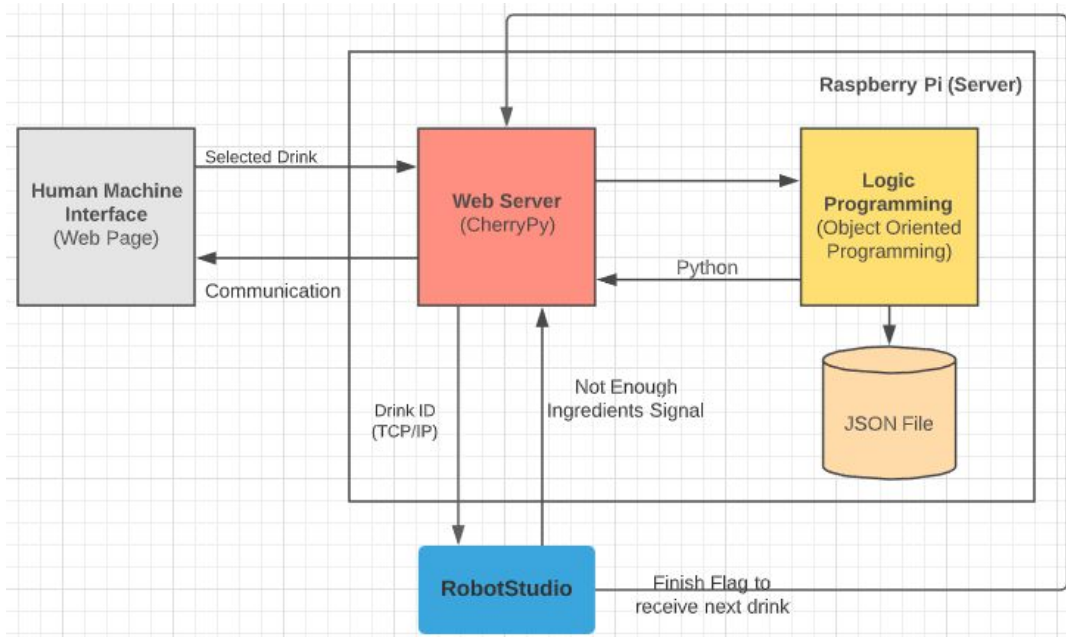 Raspberry Pi (Server)
Selected Drink
Human Machine
Interface
(Web Page)
Web Server
(CherryPy)
Logic
Programming
(Object Oriented
Programming)
Communication
Python
Drink ID
(TCP/IP)
Not Enough
Ingredients Signal
JSON File
RobotStudio
Finish Flag to
receive next drink